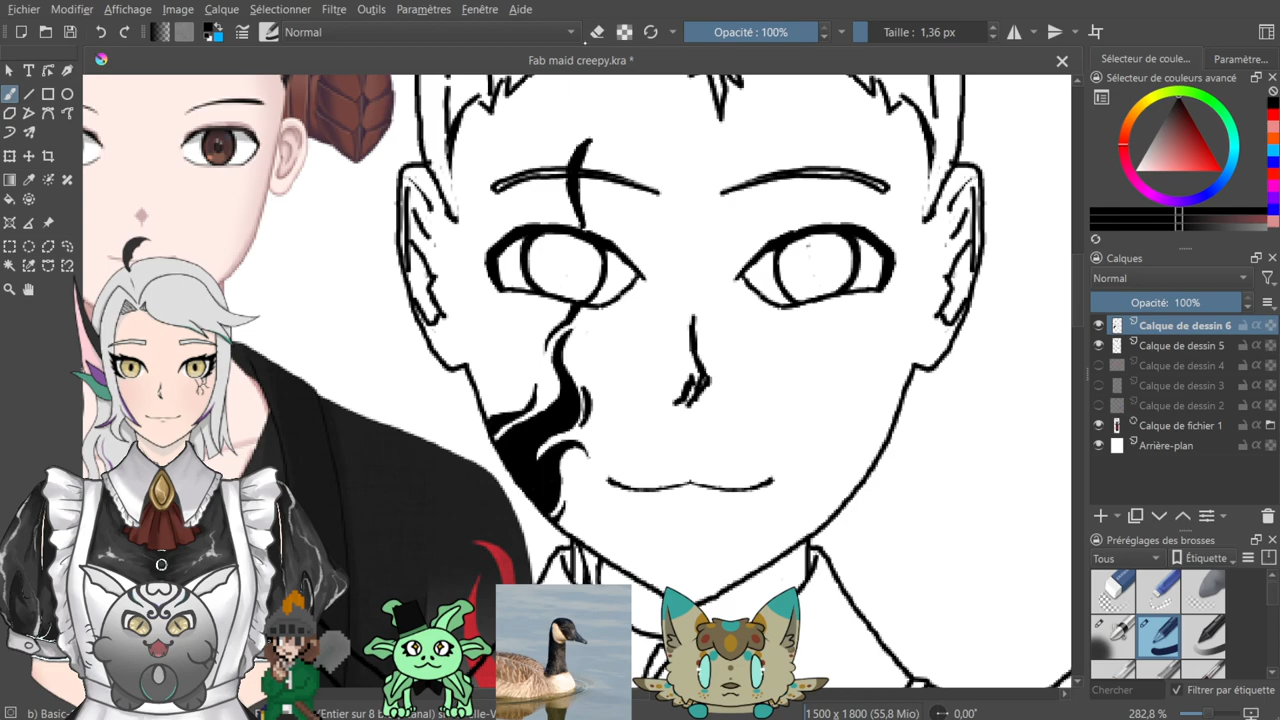 Fichier Modifier Affichage Image Calque Sélectionner Filtre Outils Paramètres Fenêtre Aide
Normal
Opacité : 100%
Taille : 1,36 px
Fab maid creepy.kra *
Sélecteur de coule...
Paramètre...
Sélecteur de couleurs avancé
Calques
Normal
Opacité: 100%
Calque de dessin 6
Calque de dessin 5
Calque de dessin 4
Calque de dessin 3
Calque de dessin 2
Calque de fichier 1
Arrière-plan
Préréglages des brosses
Tous
Étiquette
Chercher
Filtrer par étiquette
b) Basic-
(Entier sur 8 b
anal)
1 500 x 1 800 (55,8 Mio)
0,00°
282,8 %